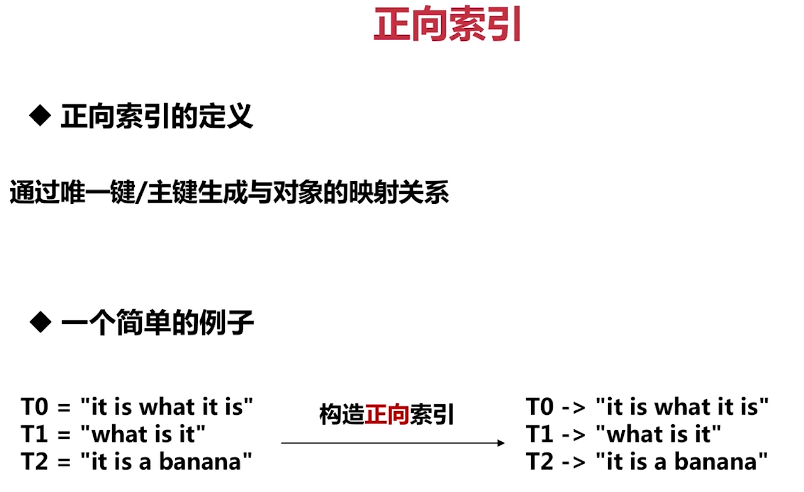 正向索引
◆ 正向索引的定义
通过唯一键/主键生成与对象的映射关系
◆ 一个简单的例子
T0 = "it is what it is"
T1 = "what is it"
T2 = "it is a banana"
构造正向索引
T0 -> "it is what it is"
T1 -> "what is it"
T2 -> "it is a banana"